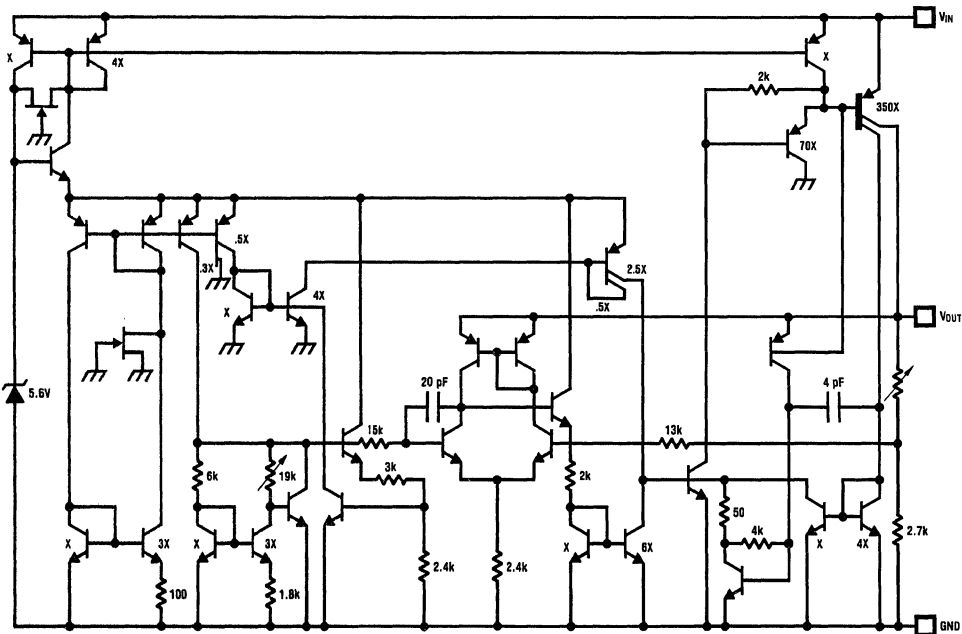 VIN
X
4X
X
2k
350X
70X
.5X
.3X
X
4X
2.5X
.5X
VOUT
5.6V
20 pF
4 pF
15k
13k
6k
19k
3k
2k
50
4k
2.7k
X
3X
X
3X
X
6X
X
4X
100
1.8k
2.4k
2.4k
GND